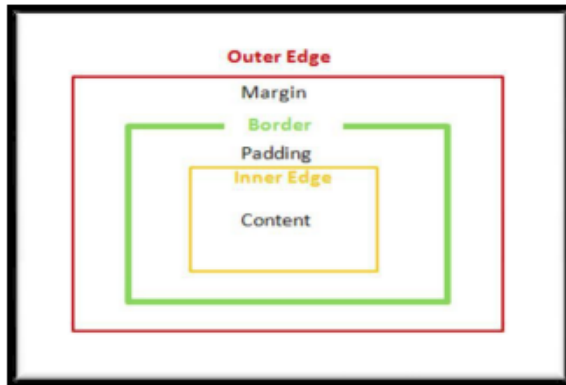 Outer Edge
Margin
Border
Padding
Inner Edge
Content